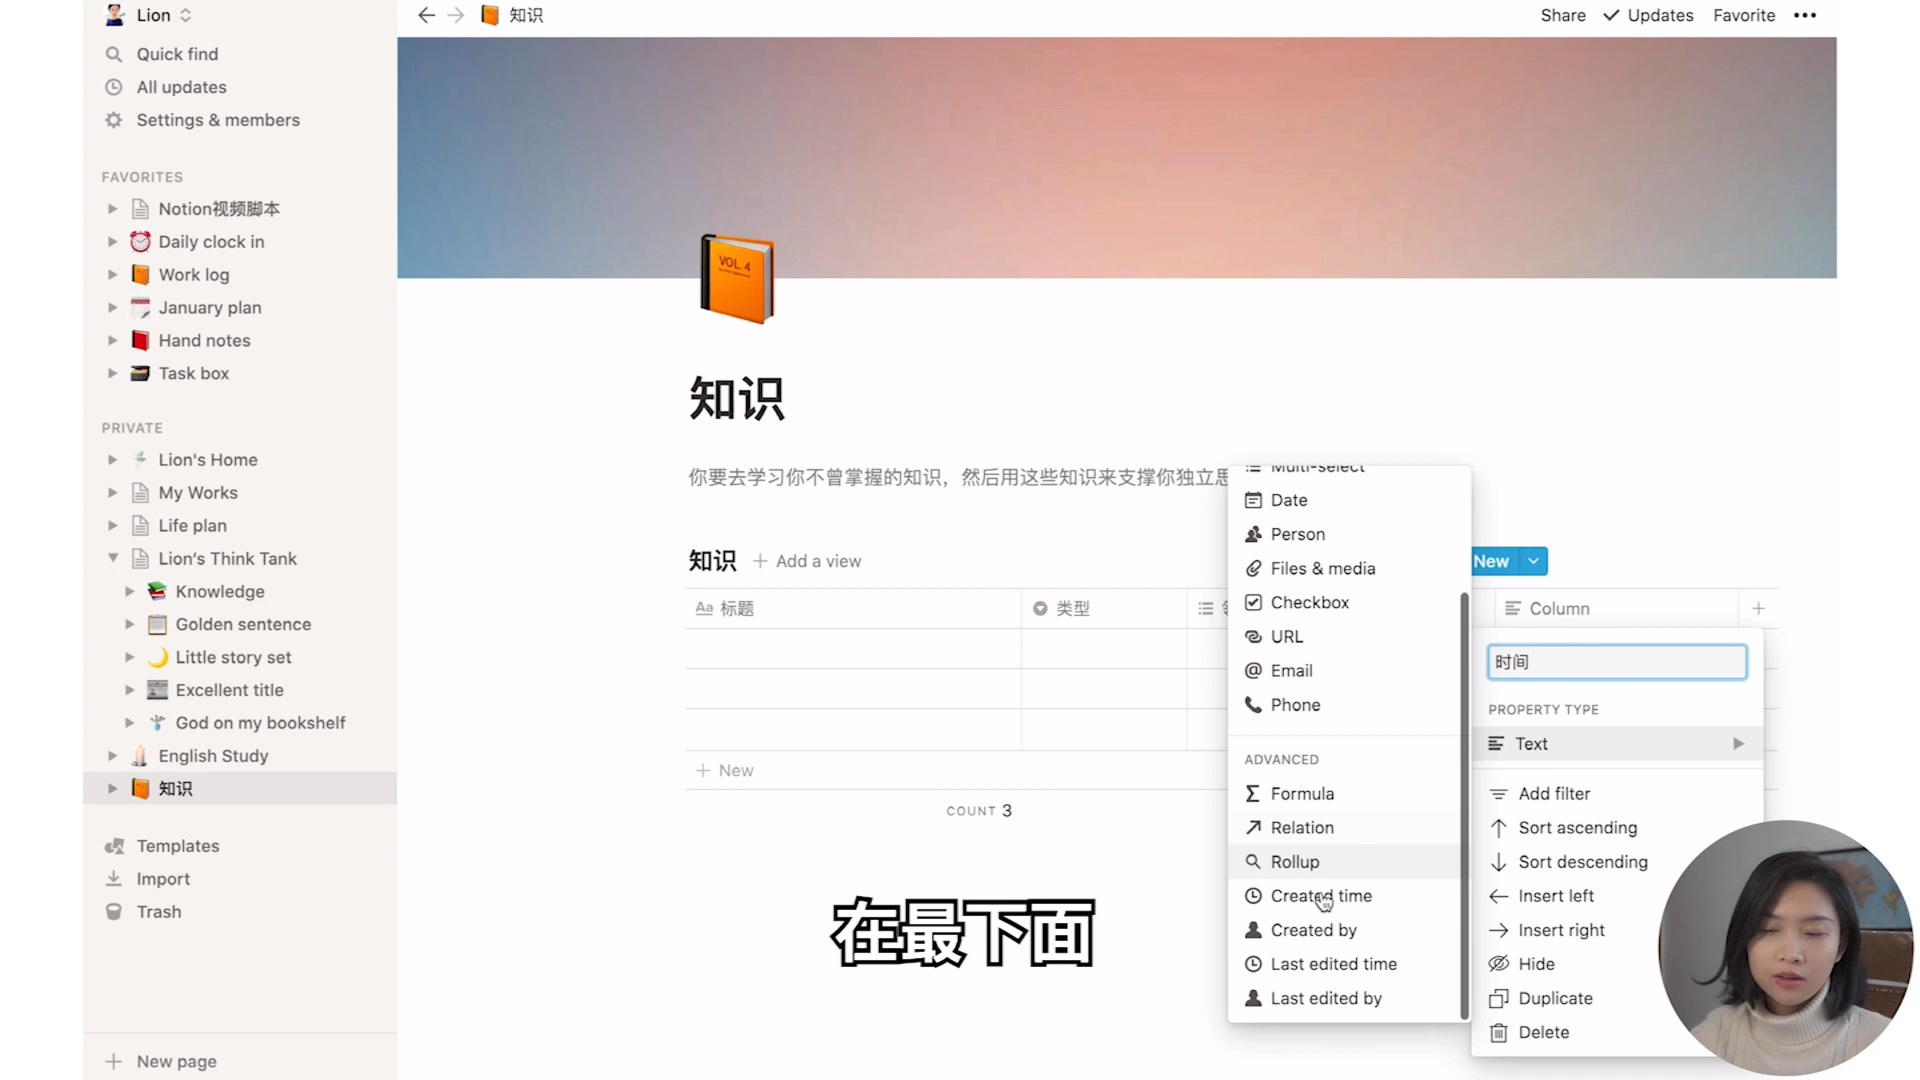 Lion
Quick find
All updates
Settings & members
FAVORITES
Notion视频脚本
Daily clock in
Work log
January plan
Hand notes
Task box
PRIVATE
Lion's Home
My Works
Life plan
Lion‘s Think Tank
Knowledge
Golden sentence
Little story set
Excellent title
God on my bookshelf
English Study
知识
Templates
Import
Trash
New page
知识
Share
Updates
Favorite
VOL. 4
知识
你要去学习你不曾掌握的知识，然后用这些知识来支撑你独立思
知识
Add a view
New
Aa 标题
类型
Column
New
COUNT 3
Multi-select
Date
Person
Files & media
Checkbox
URL
@ Email
Phone
ADVANCED
Σ Formula
Relation
Rollup
Created time
Created by
Last edited time
Last edited by
时间
PROPERTY TYPE
Text
Add filter
Sort ascending
Sort descending
Insert left
Insert right
Hide
Duplicate
Delete
在最下面